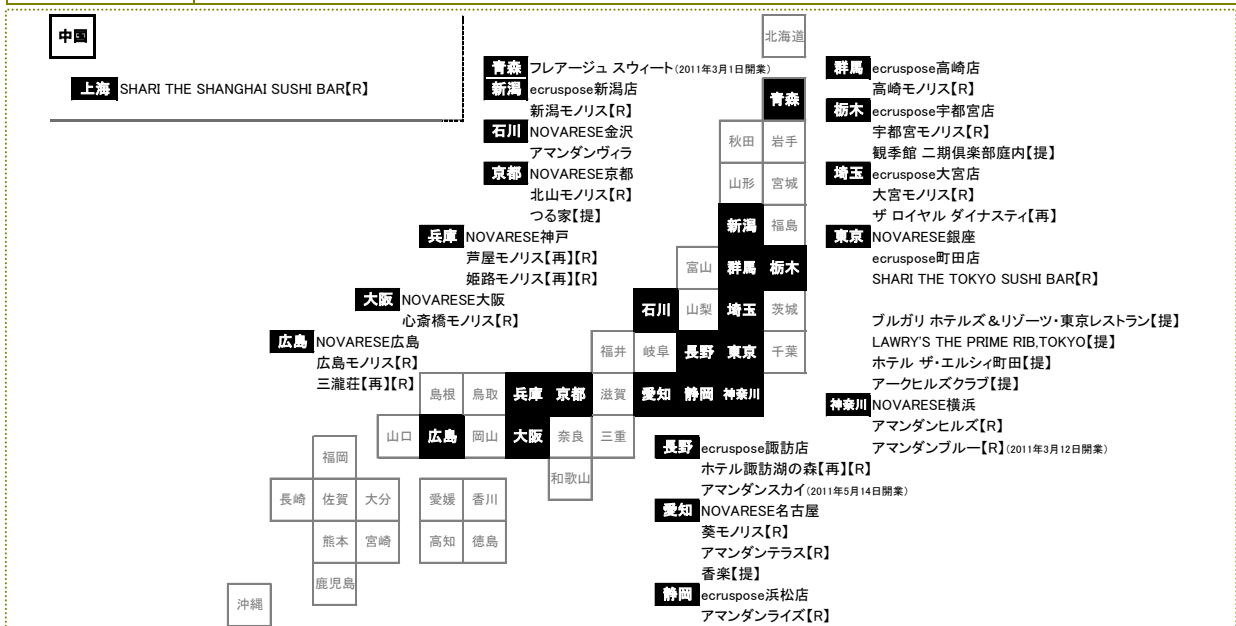 中国
上海 SHARI THE SHANGHAI SUSHI BAR【R】
青森 フレアージュ スウィート(2011年3月1日開業)
新潟 ecruspose新潟店
新潟モノリス【R】
石川 NOVARESE金沢
アマンダンヴィラ
京都 NOVARESE京都
北山モノリス【R】
つる家【提】
兵庫 NOVARESE神戸
芦屋モノリス【再】【R】
姫路モノリス【再】【R】
大阪 NOVARESE大阪
心斎橋モノリス【R】
広島 NOVARESE広島
広島モノリス【R】
三瀧荘【再】【R】
群馬 ecruspose高崎店
高崎モノリス【R】
栃木 ecruspose宇都宮店
宇都宮モノリス【R】
観季館 二期倶楽部庭内【提】
埼玉 ecruspose大宮店
大宮モノリス【R】
ザ ロイヤル ダイナスティ【再】
東京 NOVARESE銀座
ecruspose町田店
SHARI THE TOKYO SUSHI BAR【R】
ブルガリ ホテルズ&リゾーツ・東京レストラン【提】
LAWRY'S THE PRIME RIB,TOKYO【提】
ホテル ザ・エルシィ町田【提】
アークヒルズクラブ【提】
神奈川 NOVARESE横浜
アマンダンヒルズ【R】
アマンダンブルー【R】(2011年3月12日開業)
長野 ecruspose諏訪店
ホテル諏訪湖の森【再】【R】
アマンダンスカイ(2011年5月14日開業)
愛知 NOVARESE名古屋
葵モノリス【R】
アマンダンテラス【R】
香楽【提】
静岡 ecruspose浜松店
アマンダンライズ【R】
北海道
青森
秋田 岩手
山形 宮城
新潟 福島
富山 群馬 栃木
石川 山梨 埼玉 茨城
福井 岐阜 長野 東京 千葉
島根 鳥取 兵庫 京都 滋賀 愛知 静岡 神奈川
山口 広島 岡山 大阪 奈良 三重
福岡 和歌山
長崎 佐賀 大分 愛媛 香川
熊本 宮崎 高知 徳島
鹿児島
沖縄